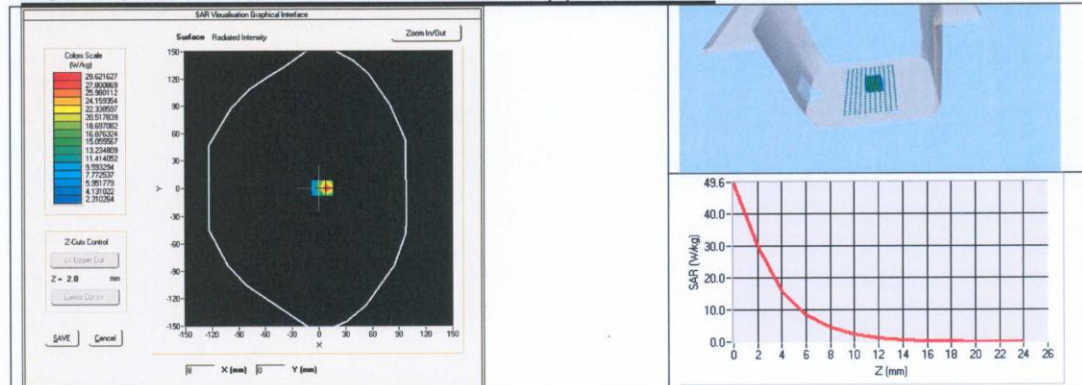 SAR Visualisation Graphical Interface
Surface Radiated Intensity
Zoom In/Out
Colors Scale
(W/kg)
29.621627
27.800869
25.980112
24.159354
22.338597
20.517839
18.697082
16.876324
15.055567
13.234809
11.414052
9.593294
7.772537
5.951779
4.131022
2.310264
Z-Cuts Control
<< Upper Cut
Z = 2.0 mm
Lower Cut >>
SAVE Cancel
150-
120-
90-
60-
30-
Y
0-
-30-
-60-
-90-
-120-
-150-
-150 -120 -90 -60 -30 0 30 60 90 120 150
X
8 X (mm) 0 Y (mm)
49.6-
40.0-
30.0-
SAR (W/kg)
20.0-
10.0-
0.0-
0 2 4 6 8 10 12 14 16 18 20 22 24 26
Z (mm)